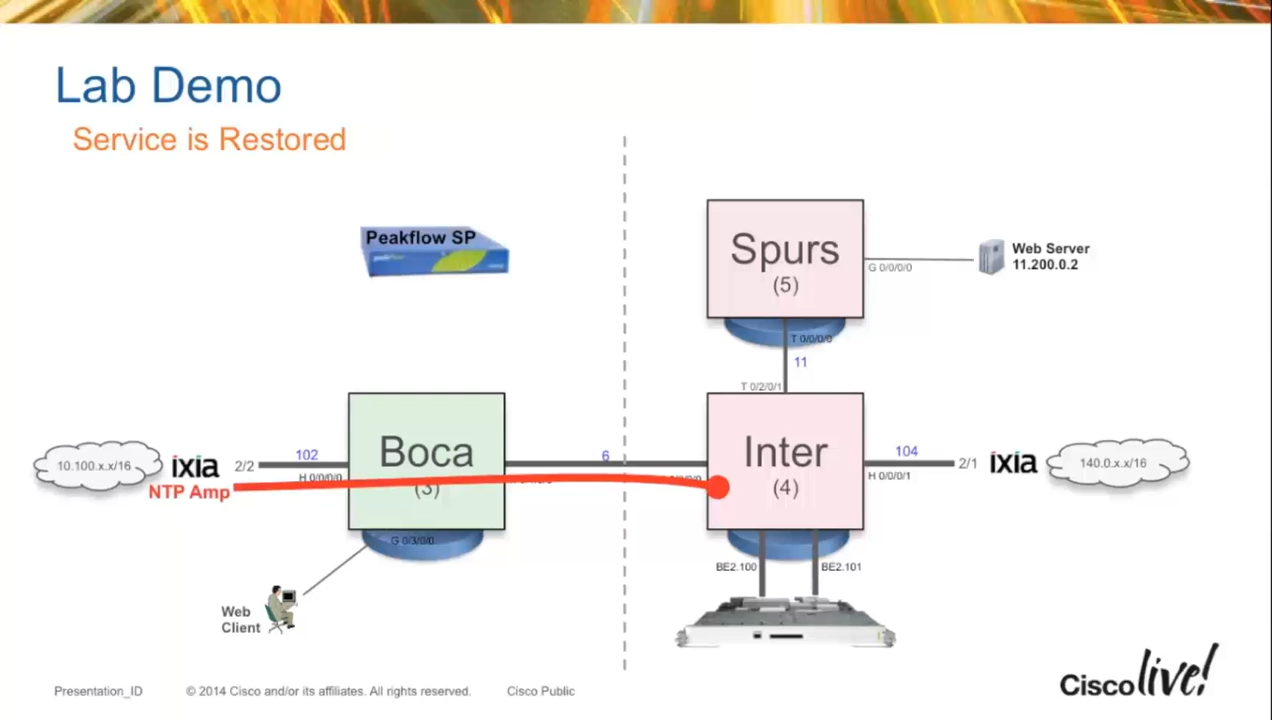 Lab Demo
Service is Restored
Peakflow SP
Spurs
(5)
G 0/0/0/0
Web Server
11.200.0.2
T 0/0/0/0
11
T 0/2/0/1
10.100.x.x/16
ixia
2/2
102
H 0/0/0/0
NTP Amp
Boca
(3)
6
Inter
(4)
104
H 0/0/0/1
2/1
ixia
140.0.x.x/16
G 0/3/0/0
BE2.100
BE2.101
Web
Client
Presentation_ID
© 2014 Cisco and/or its affiliates. All rights reserved.
Cisco Public
Cisco live!